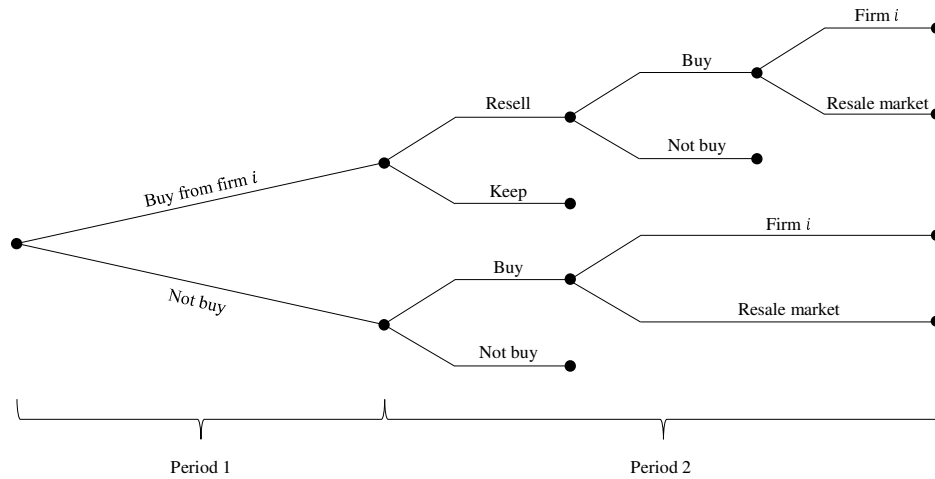 Firm i
Buy
Resell
Resale market
Not buy
Buy from firm i
Keep
Firm i
Buy
Not buy
Resale market
Not buy
Period 1
Period 2